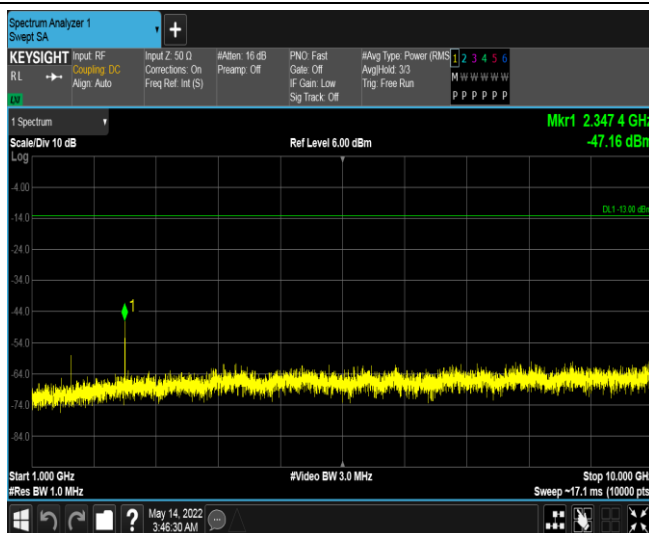 Spectrum Analyzer 1
Swept SA
KEYSIGHT
RL
Input: RF
Coupling: DC
Align: Auto
Input Z: 50 Ω
Corrections: On
Freq Ref: Int (S)
#Atten: 16 dB
Preamp: Off
PNO: Fast
Gate: Off
IF Gain: Low
Sig Track: Off
#Avg Type: Power (RMS
Avg|Hold: 3/3
Trig: Free Run
1 2 3 4 5 6
M W W W W W
P P P P P P
1 Spectrum
Mkr1 2.347 4 GHz
Scale/Div 10 dB
Ref Level 6.00 dBm
-47.16 dBm
Log
-4.00
DL1 -13.00 dBm
-14.0
-24.0
-34.0
1
-44.0
-54.0
-64.0
-74.0
-84.0
Start 1.000 GHz
#Video BW 3.0 MHz
Stop 10.000 GHz
#Res BW 1.0 MHz
Sweep ~17.1 ms (10000 pts)
?
May 14, 2022
3:46:30 AM